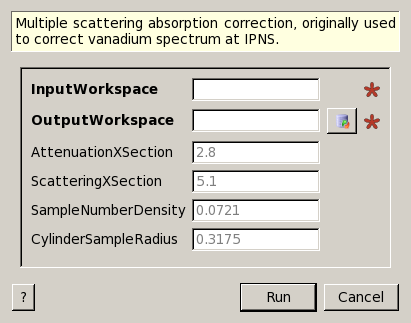 Multiple scattering absorption correction, originally used
to correct vanadium spectrum at IPNS.
InputWorkspace
OutputWorkspace
AttenuationXSection 2.8
ScatteringXSection 5.1
SampleNumberDensity 0.0721
CylinderSampleRadius 0.3175
? Run Cancel